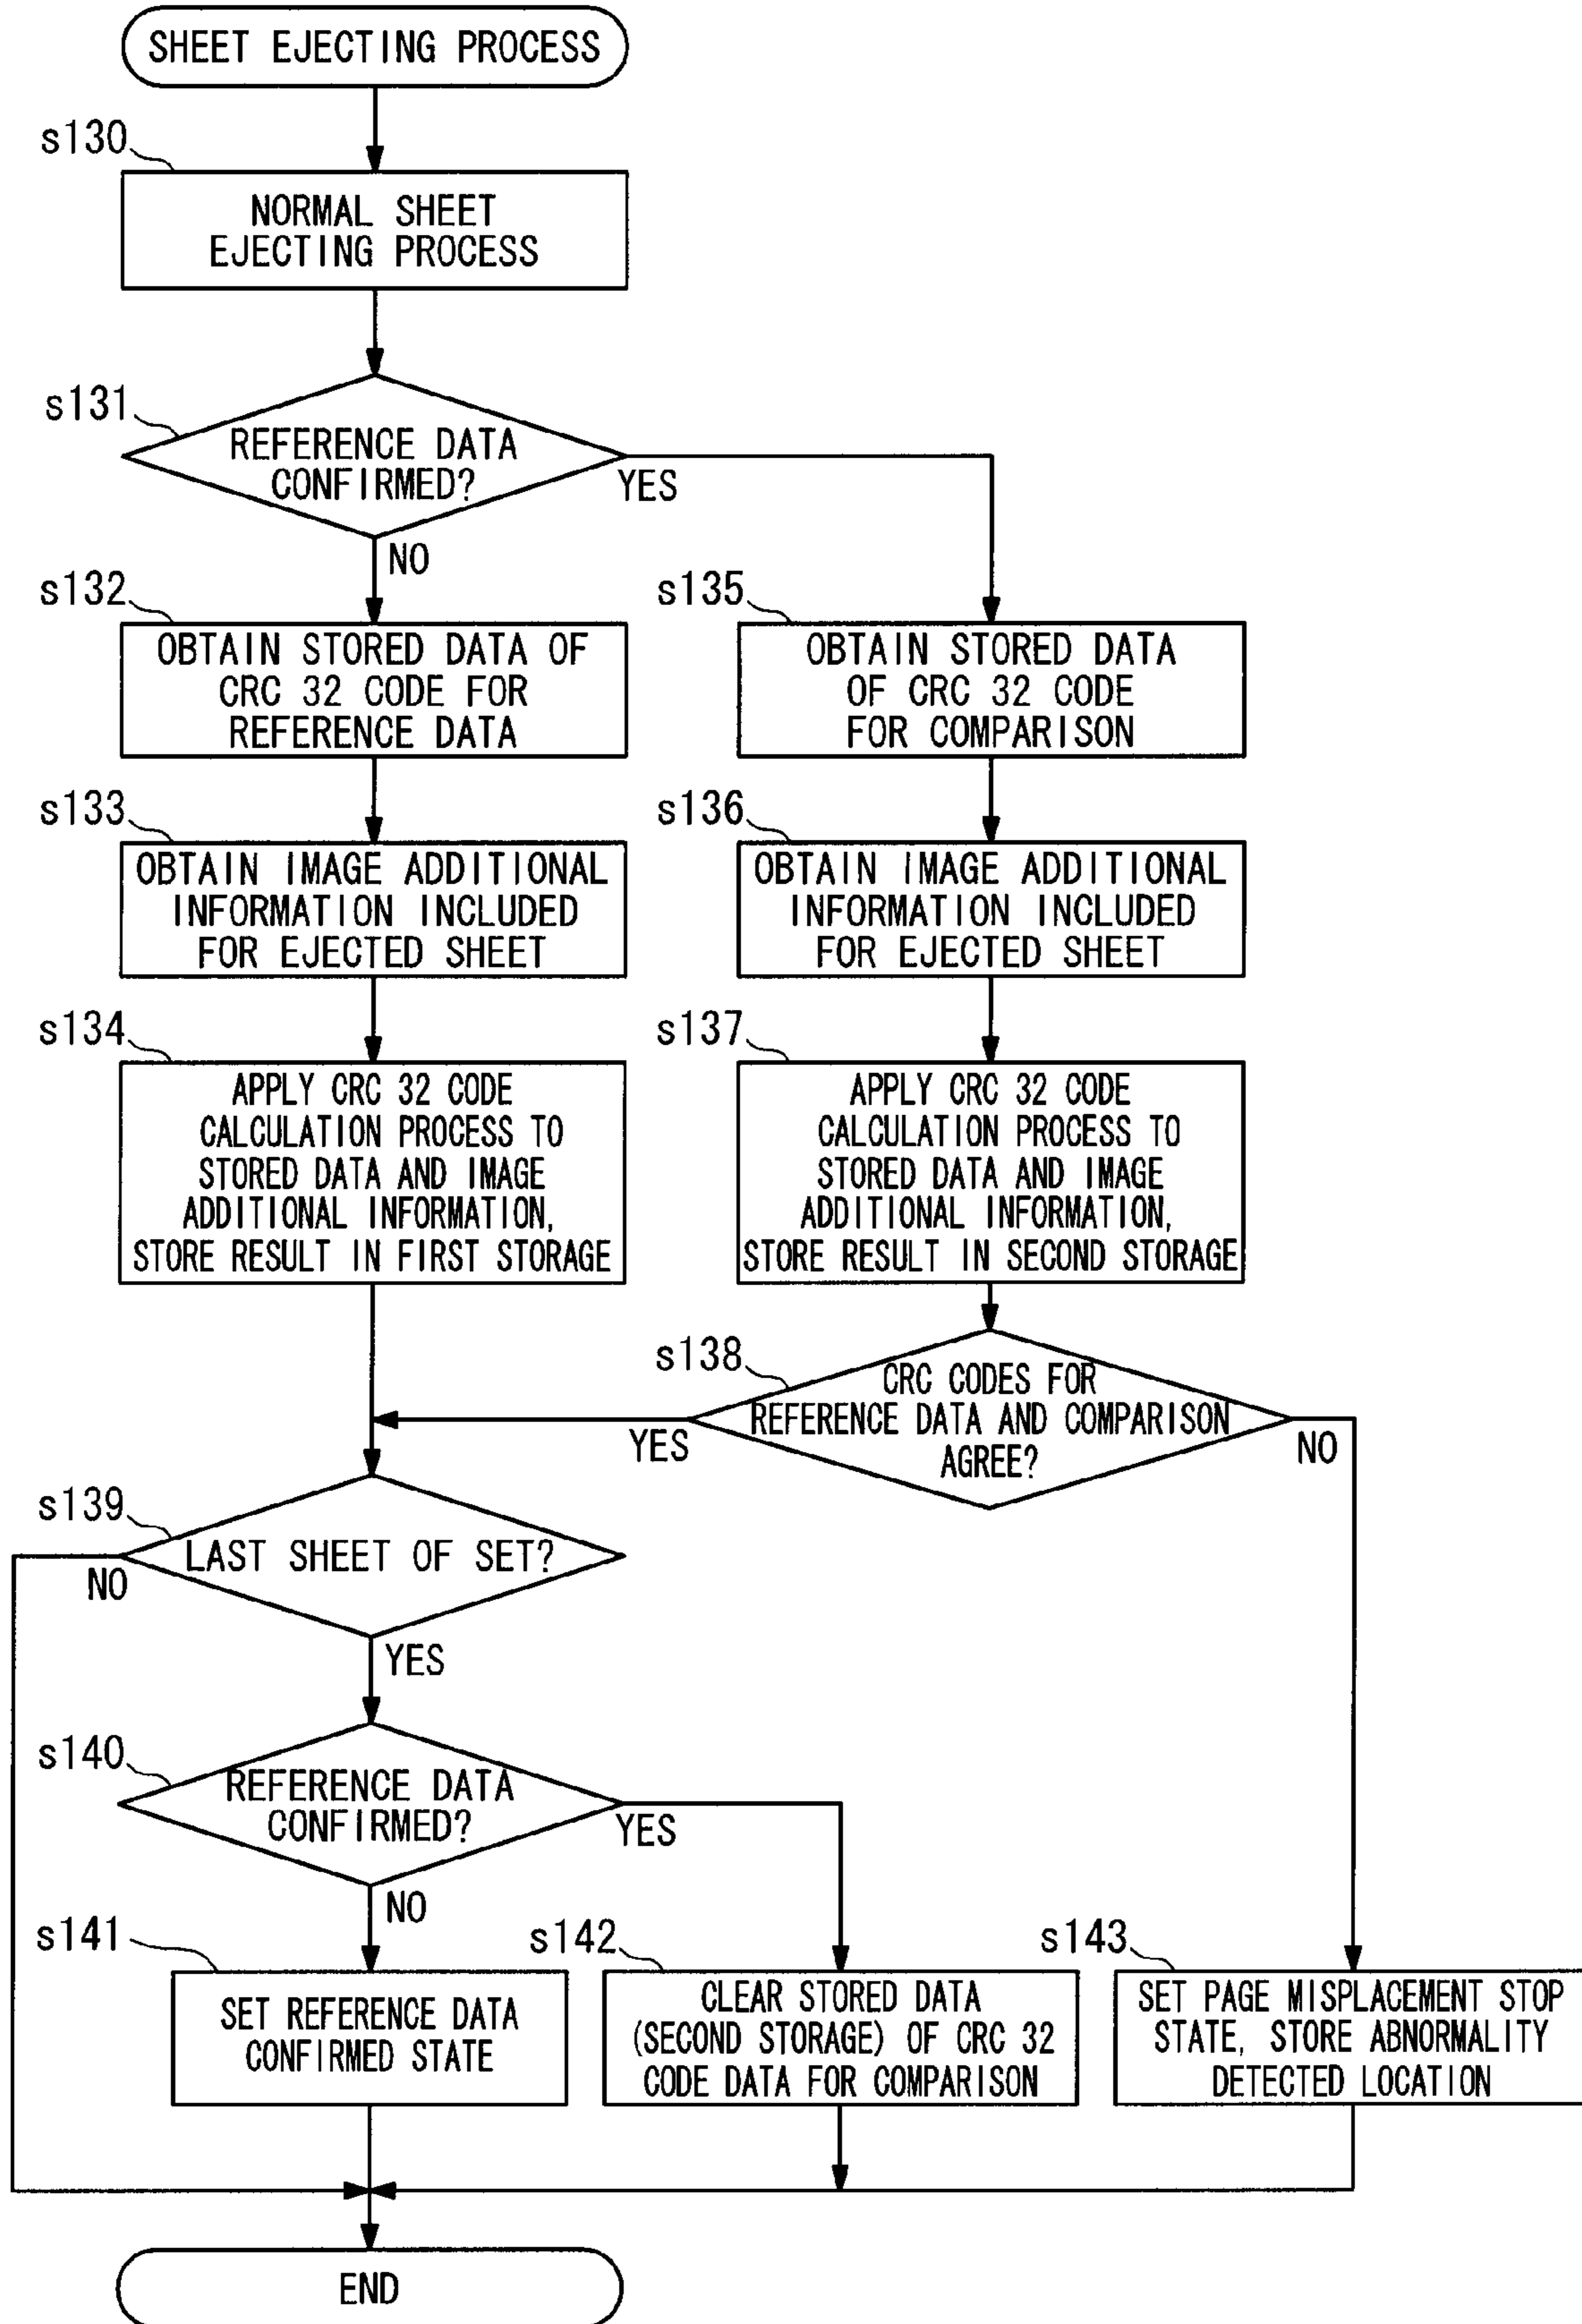 SHEET EJECTING PROCESS
s130
NORMAL SHEET
EJECTING PROCESS
s131
REFERENCE DATA
CONFIRMED?
YES
NO
s132
OBTAIN STORED DATA OF
CRC 32 CODE FOR
REFERENCE DATA
s135
OBTAIN STORED DATA
OF CRC 32 CODE
FOR COMPARISON
s133
OBTAIN IMAGE ADDITIONAL
INFORMATION INCLUDED
FOR EJECTED SHEET
s136
OBTAIN IMAGE ADDITIONAL
INFORMATION INCLUDED
FOR EJECTED SHEET
s134
APPLY CRC 32 CODE
CALCULATION PROCESS TO
STORED DATA AND IMAGE
ADDITIONAL INFORMATION,
STORE RESULT IN FIRST STORAGE
s137
APPLY CRC 32 CODE
CALCULATION PROCESS TO
STORED DATA AND IMAGE
ADDITIONAL INFORMATION,
STORE RESULT IN SECOND STORAGE
s138
CRC CODES FOR
REFERENCE DATA AND COMPARISON
AGREE?
YES
NO
s139
LAST SHEET OF SET?
NO
YES
s140
REFERENCE DATA
CONFIRMED?
YES
NO
s141
SET REFERENCE DATA
CONFIRMED STATE
s142
CLEAR STORED DATA
(SECOND STORAGE) OF CRC 32
CODE DATA FOR COMPARISON
s143
SET PAGE MISPLACEMENT STOP
STATE, STORE ABNORMALITY
DETECTED LOCATION
END